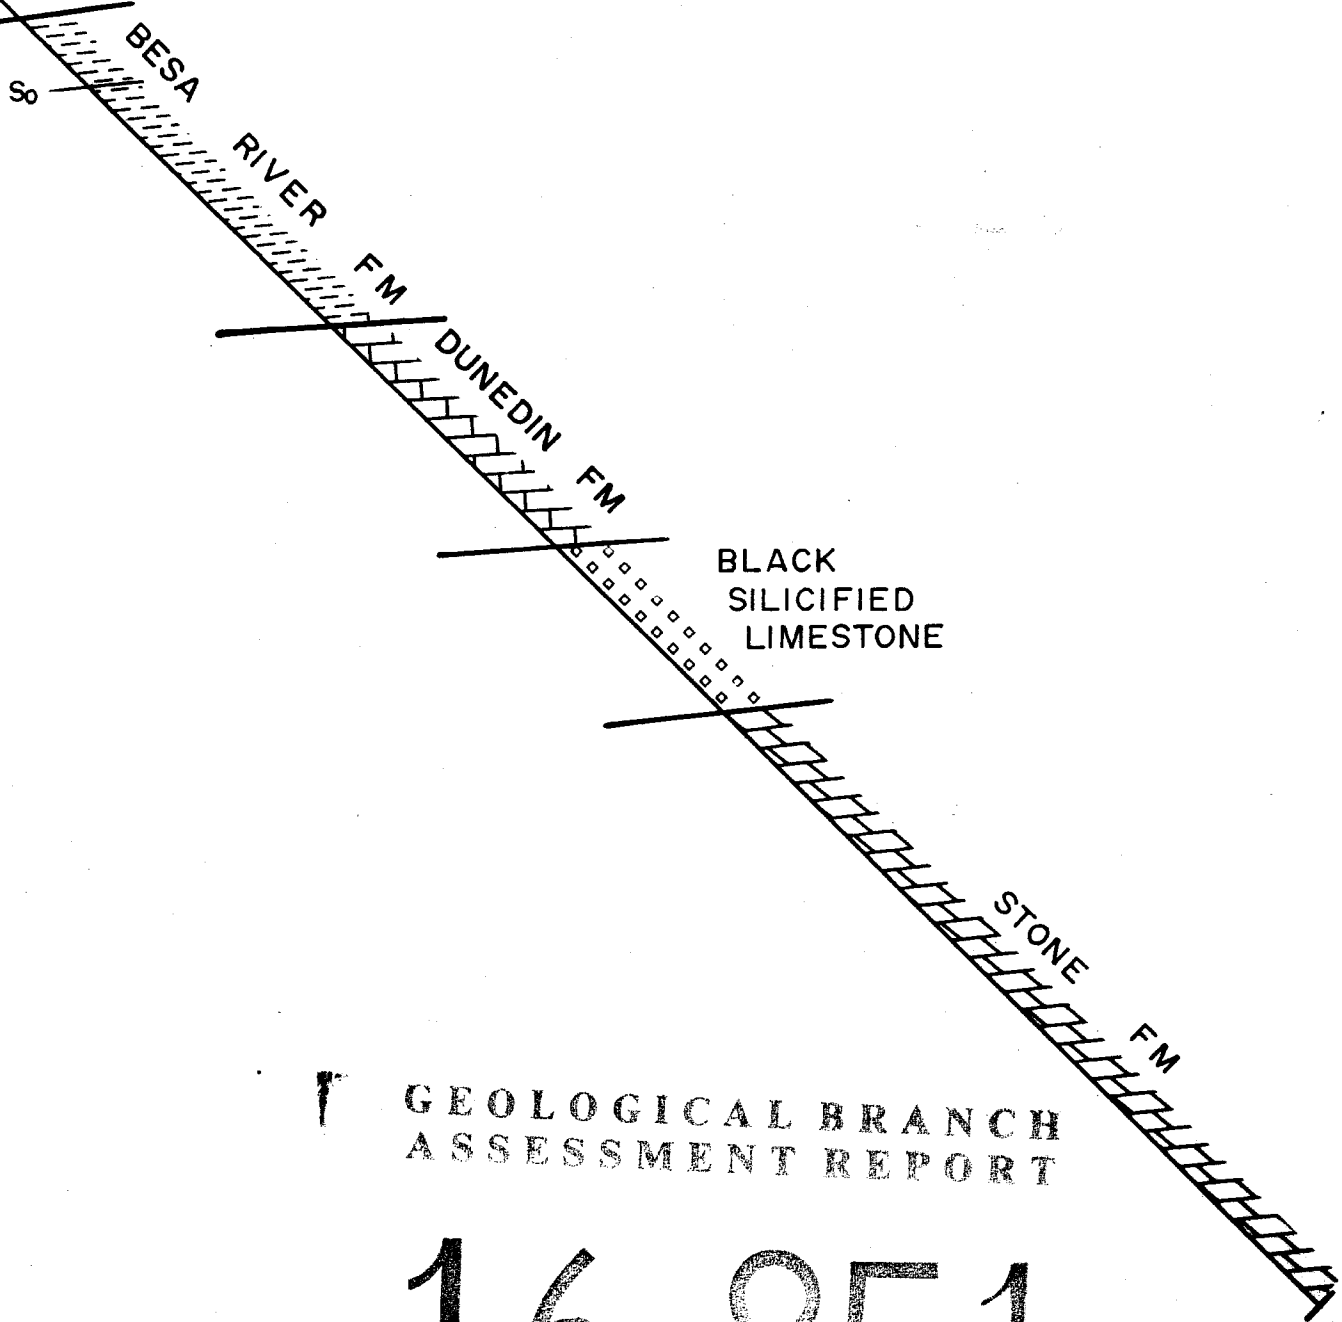 BESA RIVER FM
So
DUNEDIN FM
BLACK
SILICIFIED
LIMESTONE
STONE FM
GEOLOGICAL BRANCH
ASSESSMENT REPORT